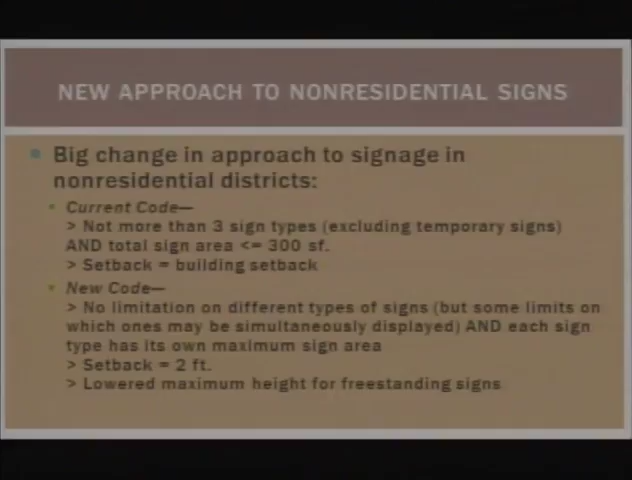 NEW APPROACH TO NONRESIDENTIAL SIGNS
Big change in approach to signage in
nonresidential districts:
Current Code—
> Not more than 3 sign types (excluding temporary signs)
AND total sign area <= 300 sf.
> Setback = building setback
New Code—
> No limitation on different types of signs (but some limits on
which ones may be simultaneously displayed) AND each sign
type has its own maximum sign area
> Setback = 2 ft.
> Lowered maximum height for freestanding signs